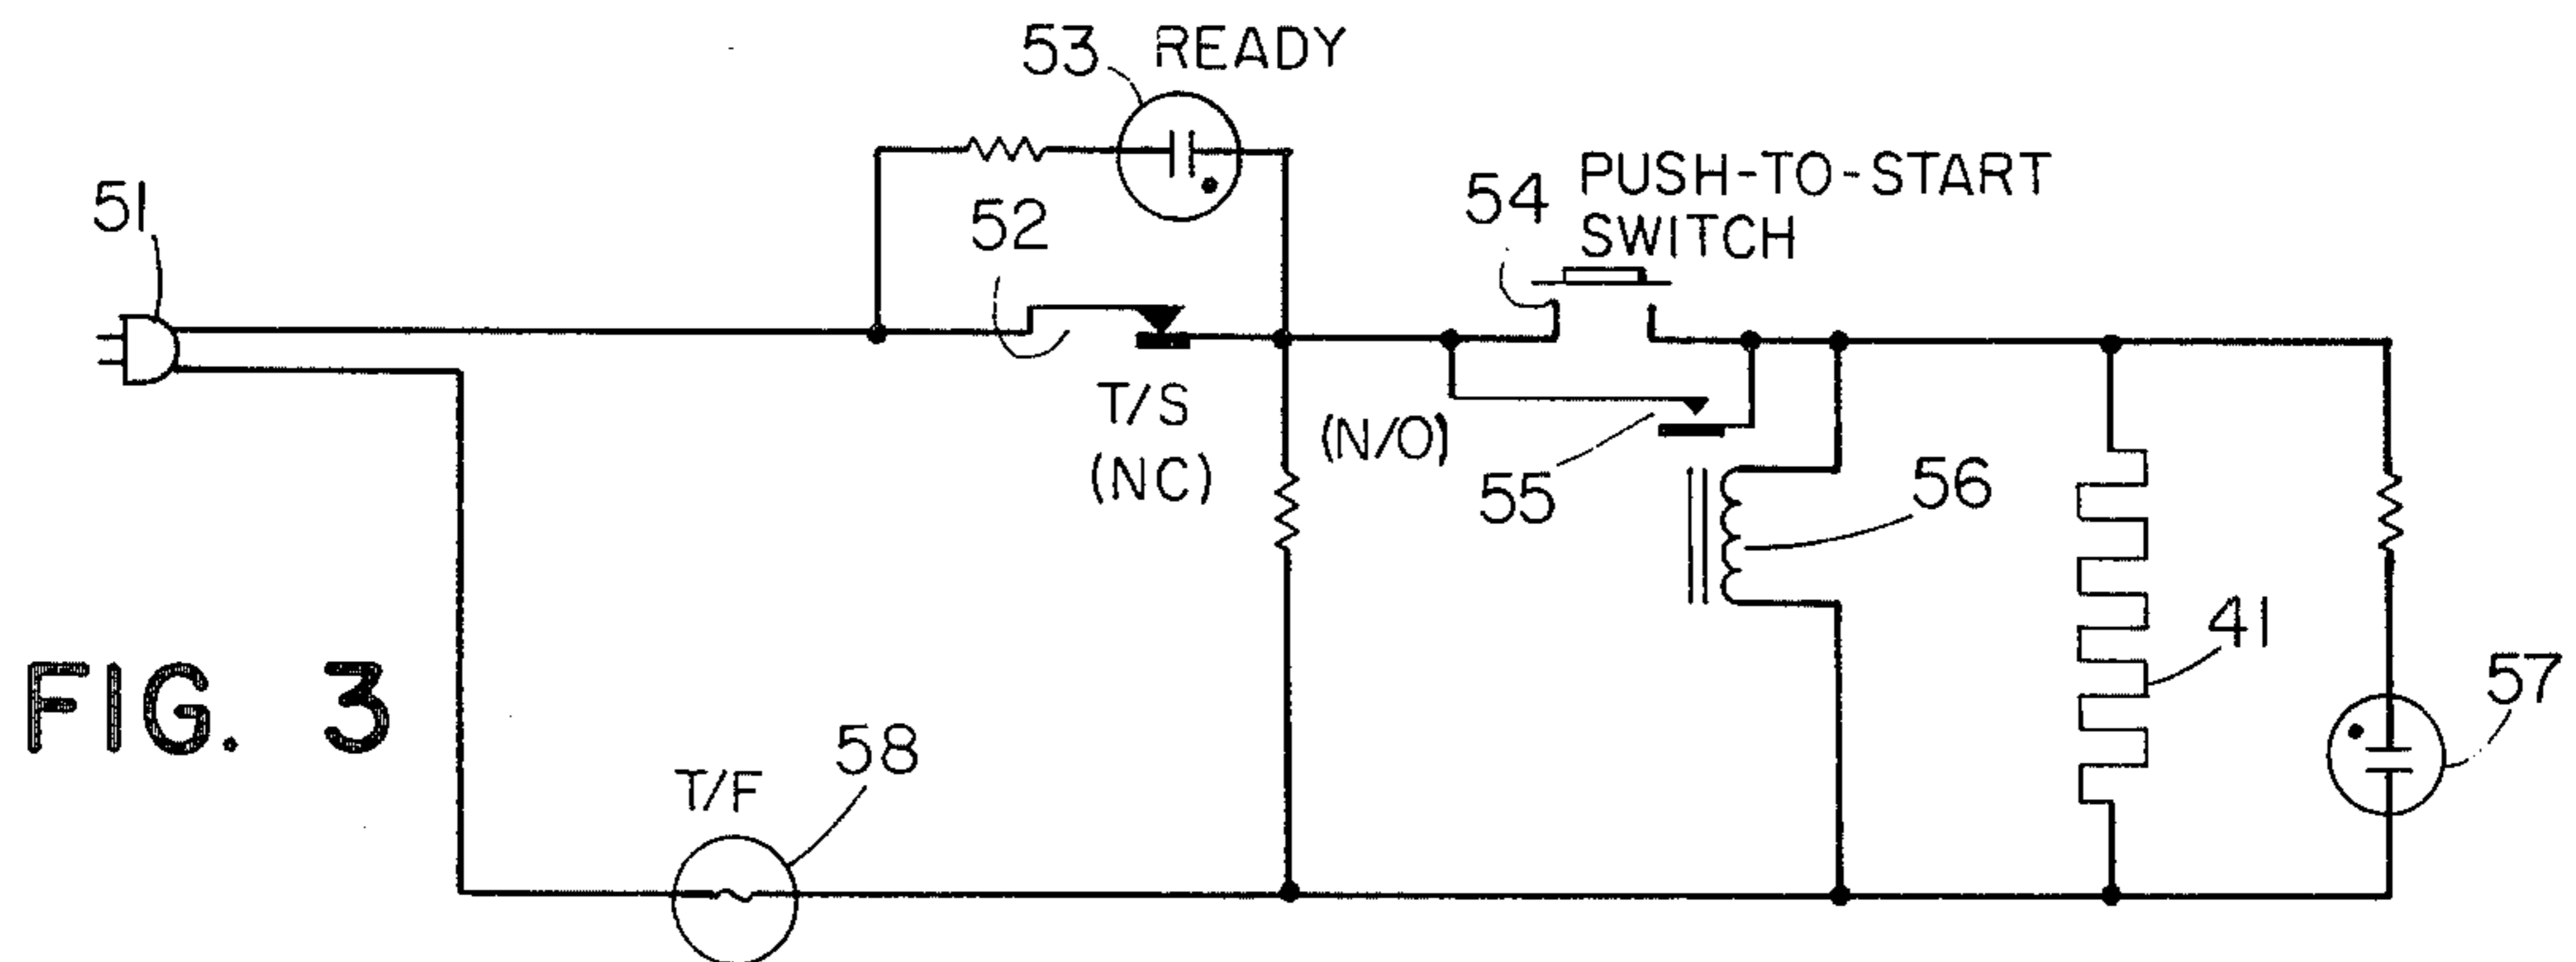 53 READY
51
52
54 PUSH-TO-START
SWITCH
T/S
(NC)
(N/O)
55
56
41
57
58
T/F
FIG. 3